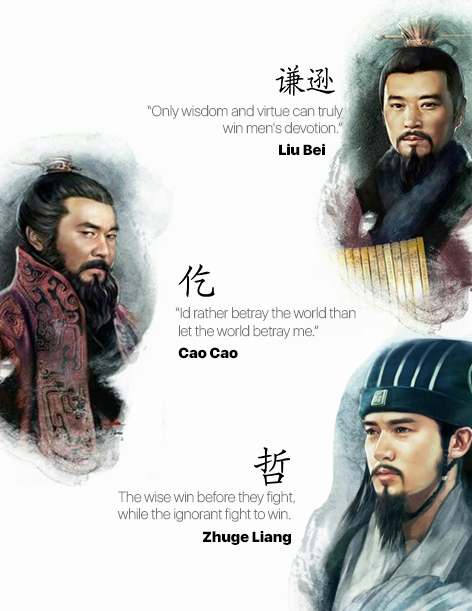 谦逊
“Only wisdom and virtue can truly
win men's devotion.”
Liu Bei
仡
“Id rather betray the world than
let the world betray me.”
Cao Cao
哲
The wise win before they fight,
while the ignorant fight to win.
Zhuge Liang